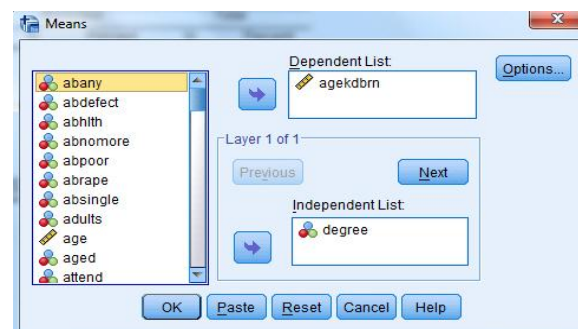 Means
abany
abdefect
abhlth
abnomore
abpoor
abrape
absingle
adults
age
aged
attend
Dependent List:
agekdbrn
Options...
Layer 1 of 1
Previous
Next
Independent List:
degree
OK
Paste
Reset
Cancel
Help